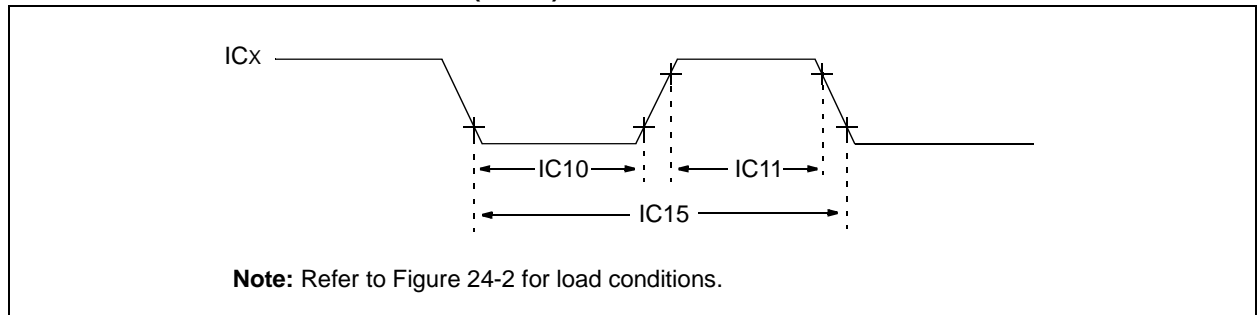 ICx
IC10
IC11
IC15
Note: Refer to Figure 24-2 for load conditions.